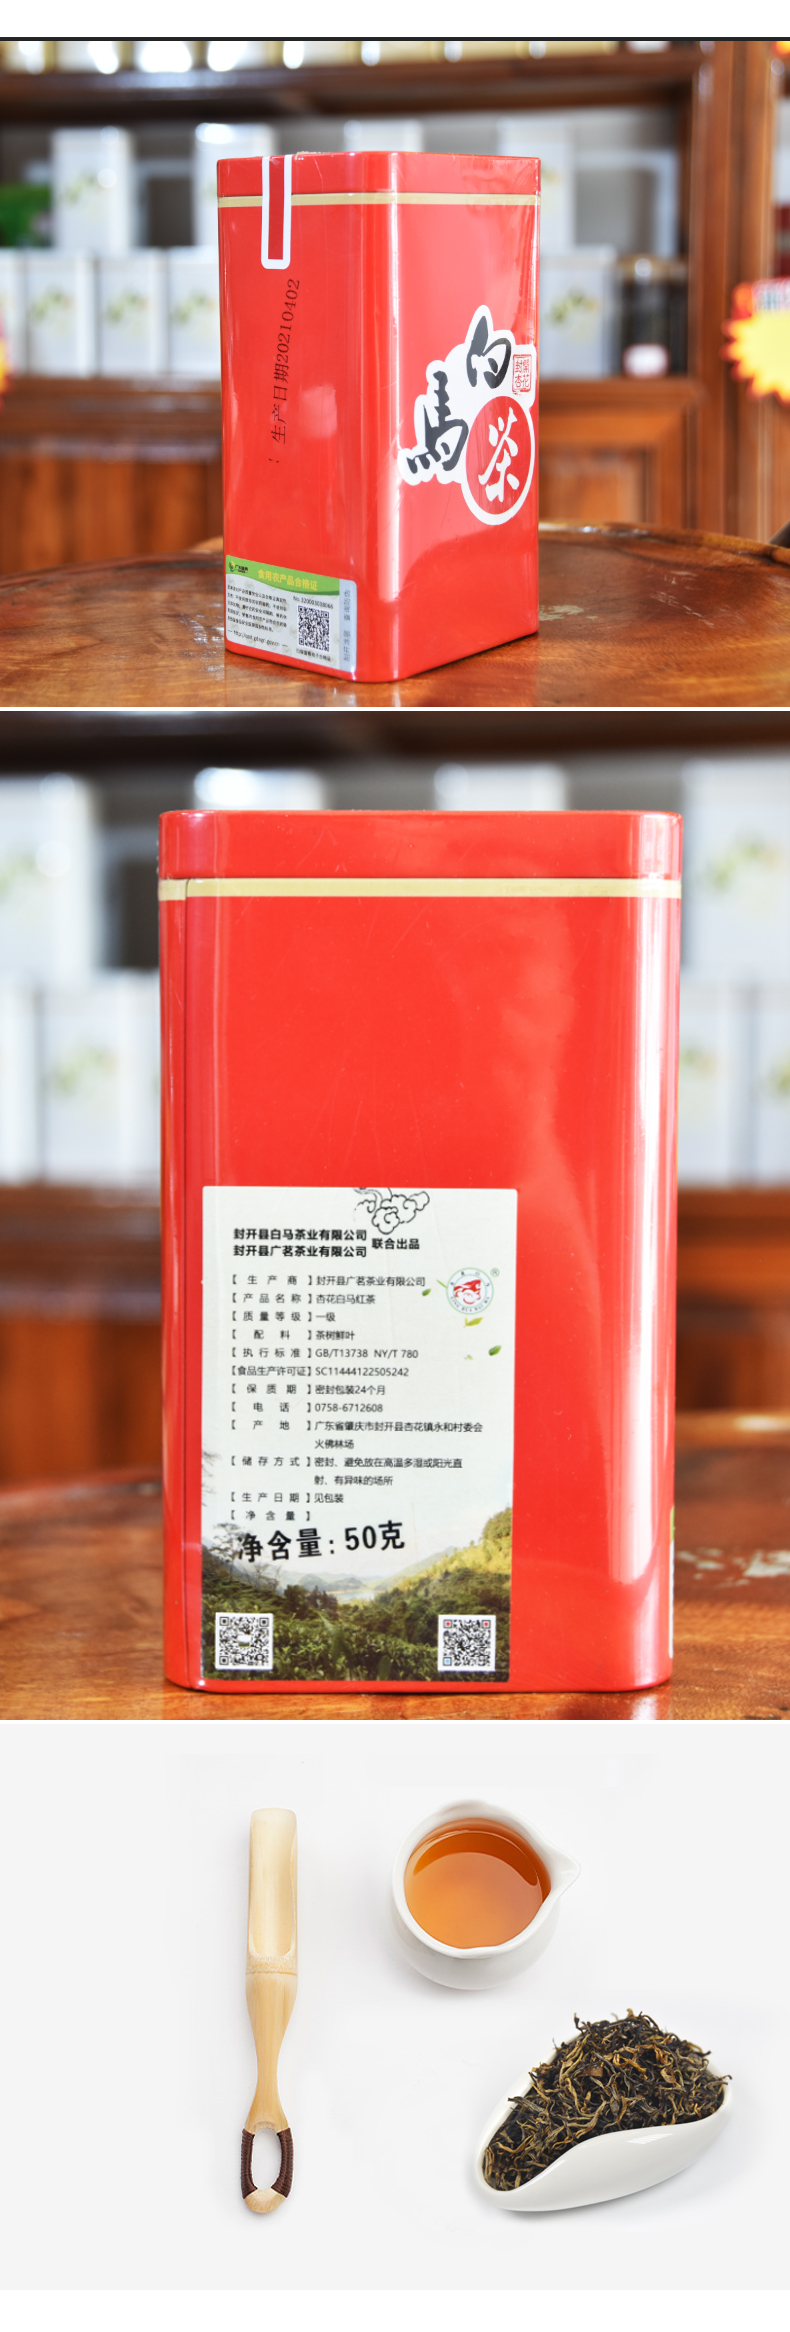 生产日期20210402
白
馬
茶
封開
杏花
食用农产品合格证
封开县白马茶业有限公司
封开县广茗茶业有限公司
联合出品
【生产商】封开县广茗茶业有限公司
【产品名称】杏花白马红茶
【质量等级】一级
【配料】茶树鲜叶
【执行标准】GB/T13738 NY/T 780
【食品生产许可证】SC11444122505242
【保质期】密封包装24个月
【电话】0758-6712608
【产地】广东省肇庆市封开县杏花镇永和村委会
火佛林场
【储存方式】密封、避免放在高温多湿或阳光直
射、有异味的场所
【生产日期】见包装
【净含量】
净含量:50克